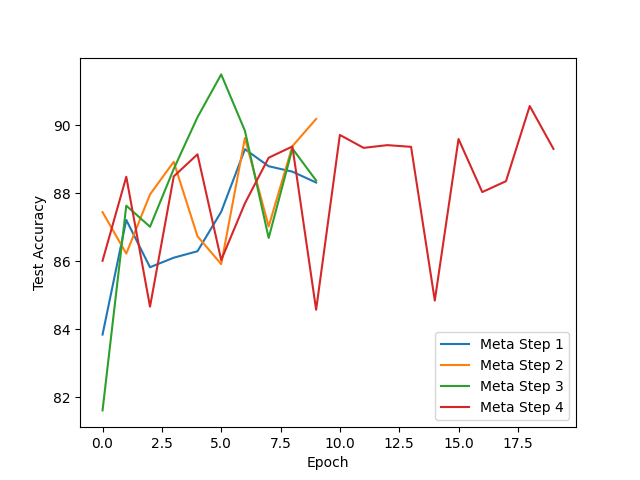 90
88
86
84
82
Test Accuracy
Meta Step 1
Meta Step 2
Meta Step 3
Meta Step 4
0.0 2.5 5.0 7.5 10.0 12.5 15.0 17.5
Epoch